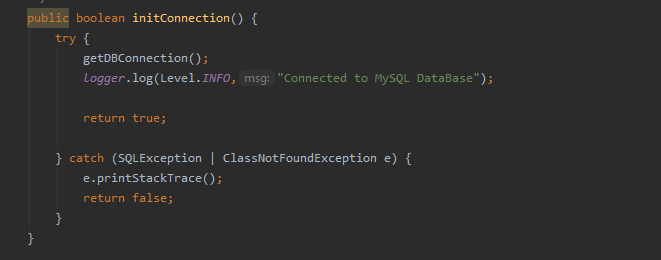 public boolean initConnection() {
try {
getDBConnection();
logger.log(Level.INFO, msg: "Connected to MySQL DataBase");
return true;
} catch (SQLException | ClassNotFoundException e) {
e.printStackTrace();
return false;
}
}